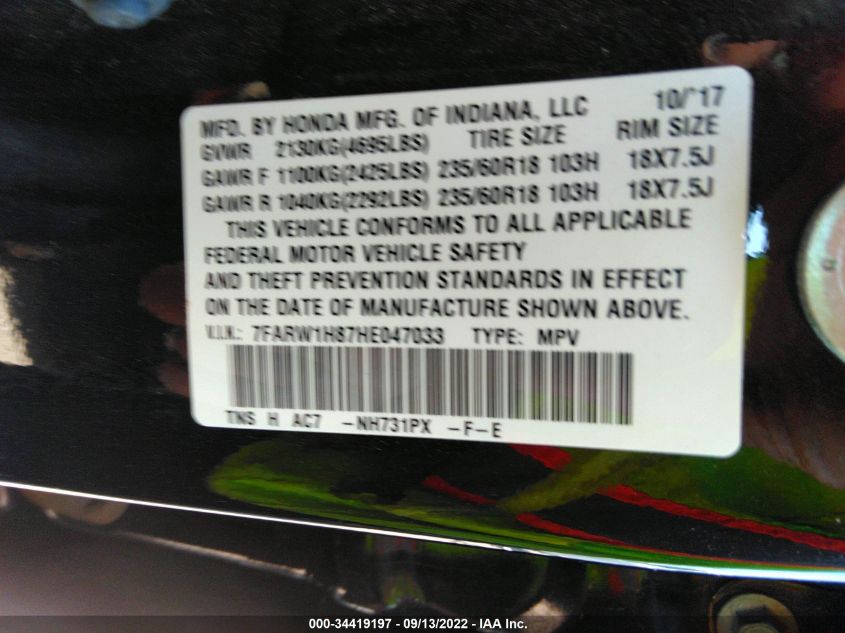 MFD. BY HONDA MFG. OF INDIANA, LLC 10/'17
GVWR 2130KG(4695LBS) TIRE SIZE RIM SIZE
GAWR F 1100KG(2425LBS) 235/60R18 103H 18X7.5J
GAWR R 1040KG(2292LBS) 235/60R18 103H 18X7.5J
THIS VEHICLE CONFORMS TO ALL APPLICABLE
FEDERAL MOTOR VEHICLE SAFETY
AND THEFT PREVENTION STANDARDS IN EFFECT
ON THE DATE OF MANUFACTURE SHOWN ABOVE.
V.I.N.: 7FARW1H87HE047033 TYPE: MPV
TNS H AC7 -NH731PX -F-E
000-34419197 - 09/13/2022 - IAA Inc.